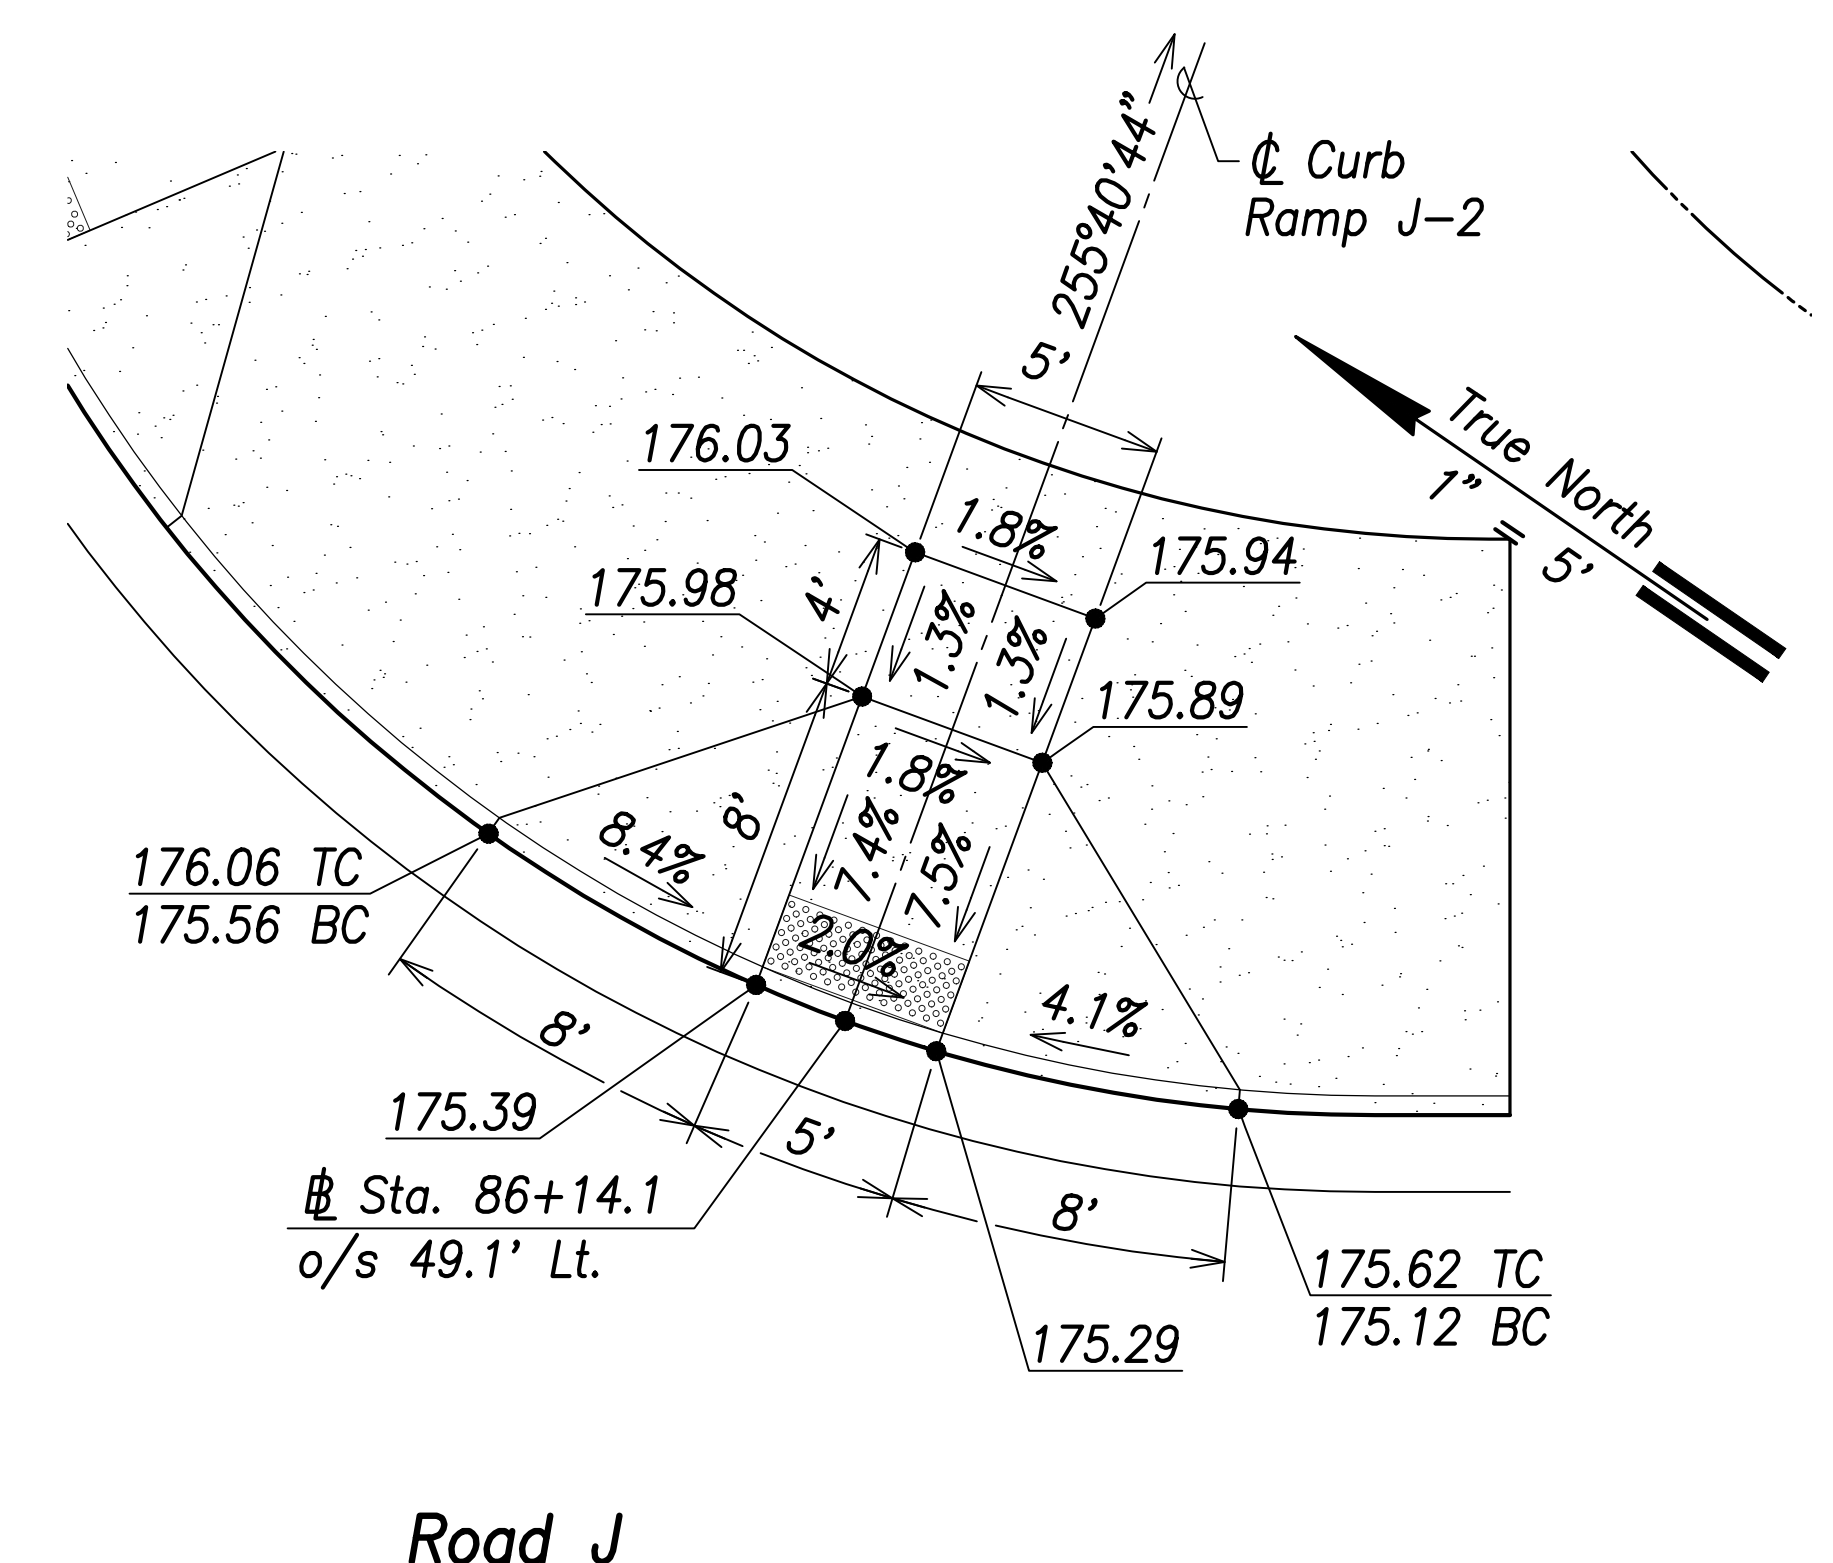 255°40'44"
℄ Curb
Ramp J-2
5'
True North
1" = 5'
176.03
1.8%
175.94
175.98
4'
1.3%
1.3%
175.89
1.8%
8'
7.4%
7.5%
8.4%
176.06 TC
175.56 BC
2.0%
4.1%
8'
175.39
5'
8'
B̵L Sta. 86+14.1
o/s 49.1' Lt.
175.62 TC
175.12 BC
175.29
Road J